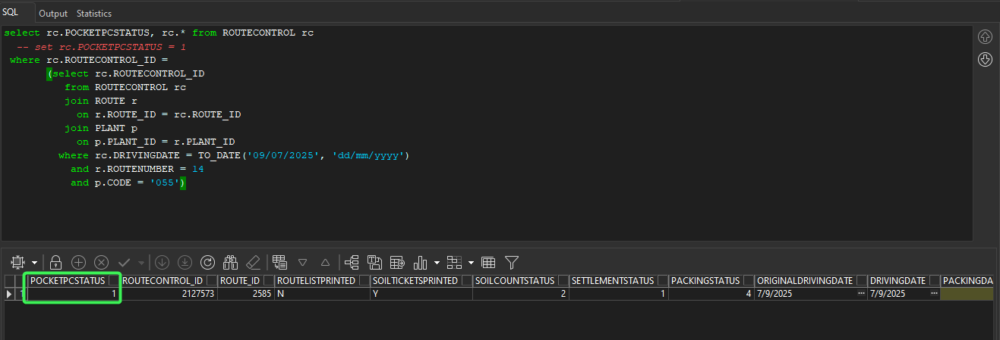 SQL Output Statistics
select rc.POCKETPCSTATUS, rc.* from ROUTECONTROL rc
-- set rc.POCKETPCSTATUS = 1
where rc.ROUTECONTROL_ID =
(select rc.ROUTECONTROL_ID
from ROUTECONTROL rc
join ROUTE r
on r.ROUTE_ID = rc.ROUTE_ID
join PLANT p
on p.PLANT_ID = r.PLANT_ID
where rc.DRIVINGDATE = TO_DATE('09/07/2025', 'dd/mm/yyyy')
and r.ROUTENUMBER = 14
and p.CODE = '055')
POCKETPCSTATUS ROUTECONTROL_ID ROUTE_ID ROUTELISTPRINTED SOILTICKETSPRINTED SOILCOUNTSTATUS SETTLEMENTSTATUS PACKINGSTATUS ORIGINALDRIVINGDATE DRIVINGDATE PACKINGDA
1 1 2127573 2585 N Y 2 1 4 7/9/2025 ··· 7/9/2025 ···